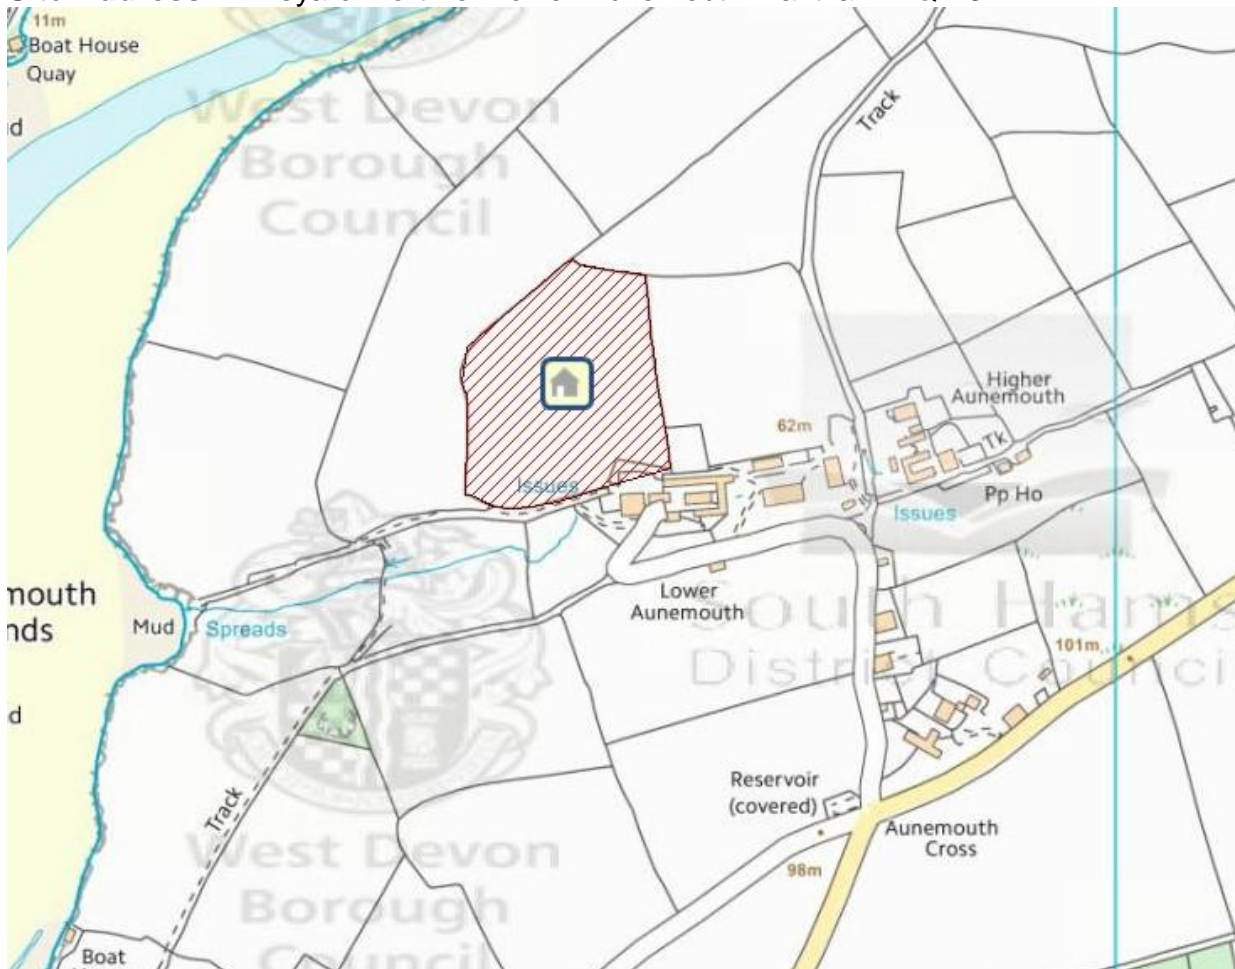 11m
Boat House
Quay
West Devon
Borough
Council
Track
Higher
Aunemouth
62m
Tk
Pp Ho
Issues
Issues
Lower
Aunemouth
mouth
nds
Mud
Spreads
South Hams
District Council
101m
Track
Reservoir
(covered)
Aunemouth
Cross
98m
West Devon
Borough
Council
Boat